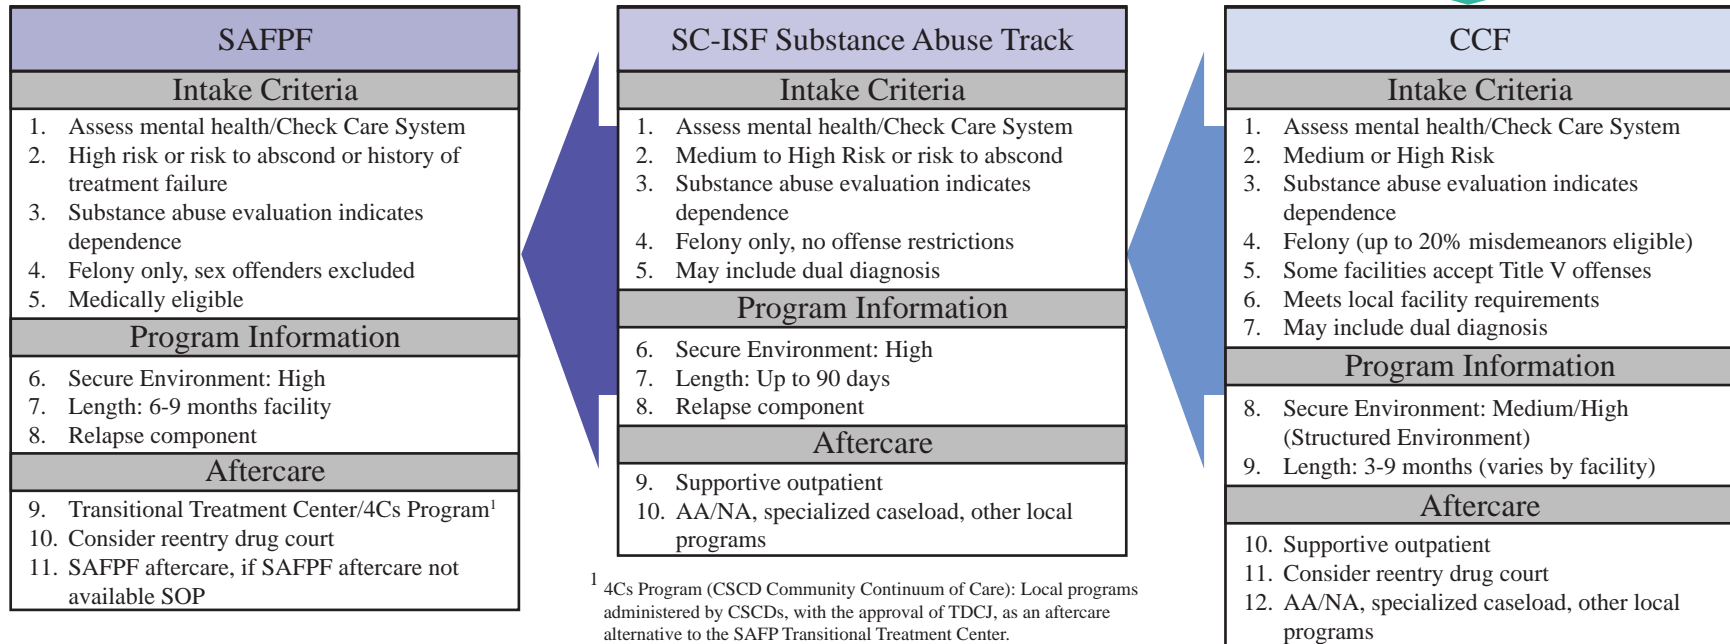 SAFPF
Intake Criteria
1. Assess mental health/Check Care System
2. High risk or risk to abscond or history of
treatment failure
3. Substance abuse evaluation indicates
dependence
4. Felony only, sex offenders excluded
5. Medically eligible
Program Information
6. Secure Environment: High
7. Length: 6-9 months facility
8. Relapse component
Aftercare
9. Transitional Treatment Center/4Cs Program1
10. Consider reentry drug court
11. SAFPF aftercare, if SAFPF aftercare not
available SOP
SC-ISF Substance Abuse Track
Intake Criteria
1. Assess mental health/Check Care System
2. Medium to High Risk or risk to abscond
3. Substance abuse evaluation indicates
dependence
4. Felony only, no offense restrictions
5. May include dual diagnosis
Program Information
6. Secure Environment: High
7. Length: Up to 90 days
8. Relapse component
Aftercare
9. Supportive outpatient
10. AA/NA, specialized caseload, other local
programs
1 4Cs Program (CSCD Community Continuum of Care): Local programs
administered by CSCDs, with the approval of TDCJ, as an aftercare
alternative to the SAFP Transitional Treatment Center.
CCF
Intake Criteria
1. Assess mental health/Check Care System
2. Medium or High Risk
3. Substance abuse evaluation indicates
dependence
4. Felony (up to 20% misdemeanors eligible)
5. Some facilities accept Title V offenses
6. Meets local facility requirements
7. May include dual diagnosis
Program Information
8. Secure Environment: Medium/High
(Structured Environment)
9. Length: 3-9 months (varies by facility)
Aftercare
10. Supportive outpatient
11. Consider reentry drug court
12. AA/NA, specialized caseload, other local
programs